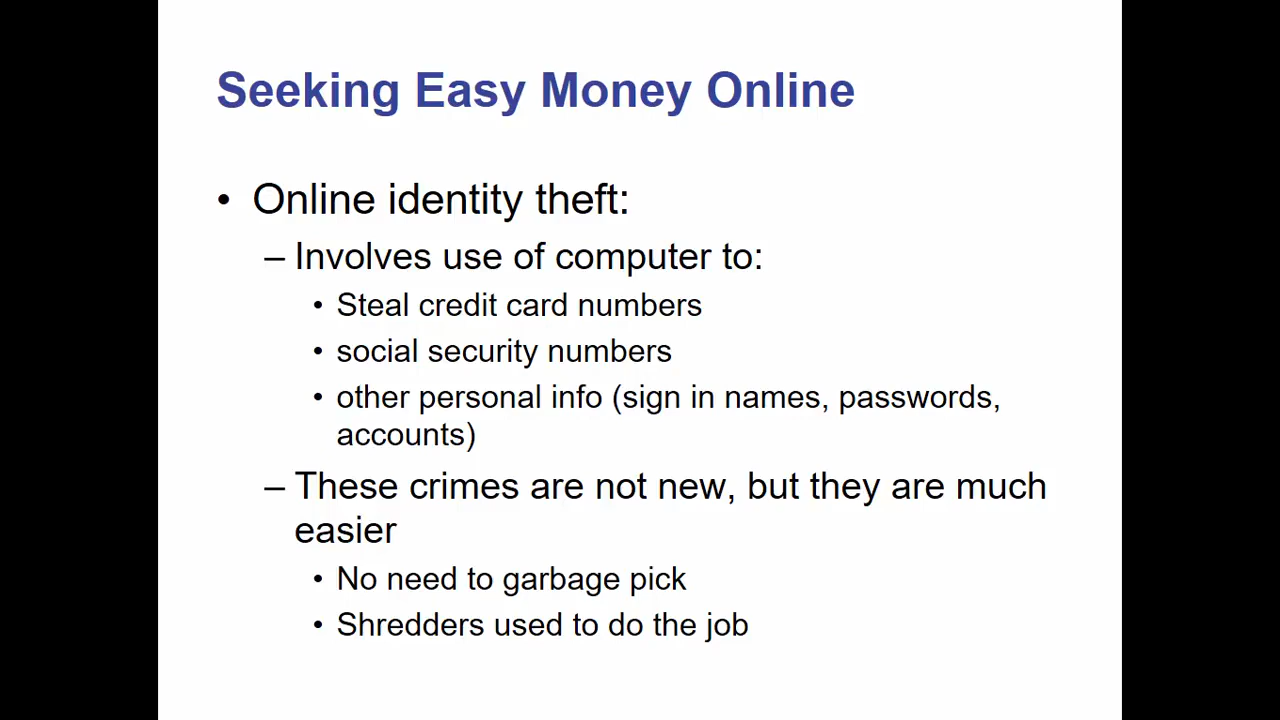 Seeking Easy Money Online
• Online identity theft:
– Involves use of computer to:
• Steal credit card numbers
• social security numbers
• other personal info (sign in names, passwords,
accounts)
– These crimes are not new, but they are much
easier
• No need to garbage pick
• Shredders used to do the job